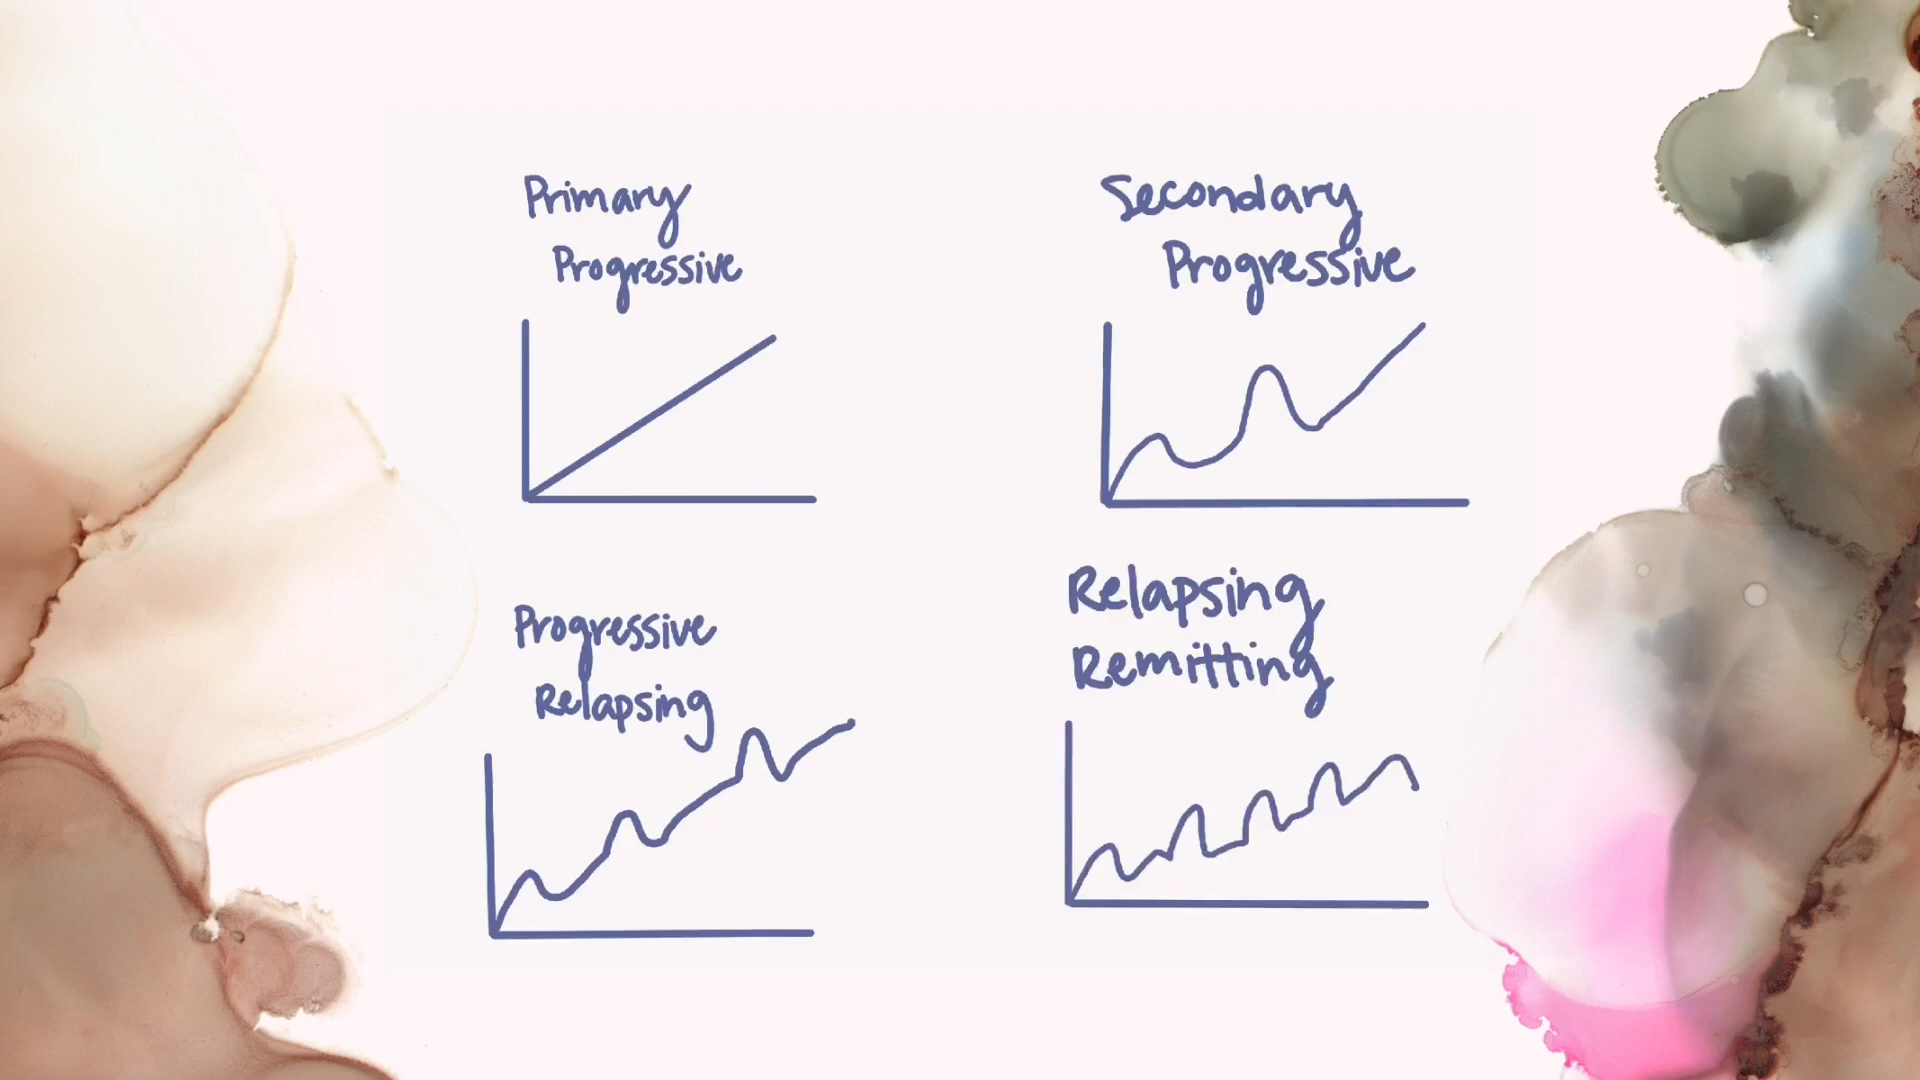 Primary
Progressive
Secondary
Progressive
Progressive
Relapsing
Relapsing
Remitting